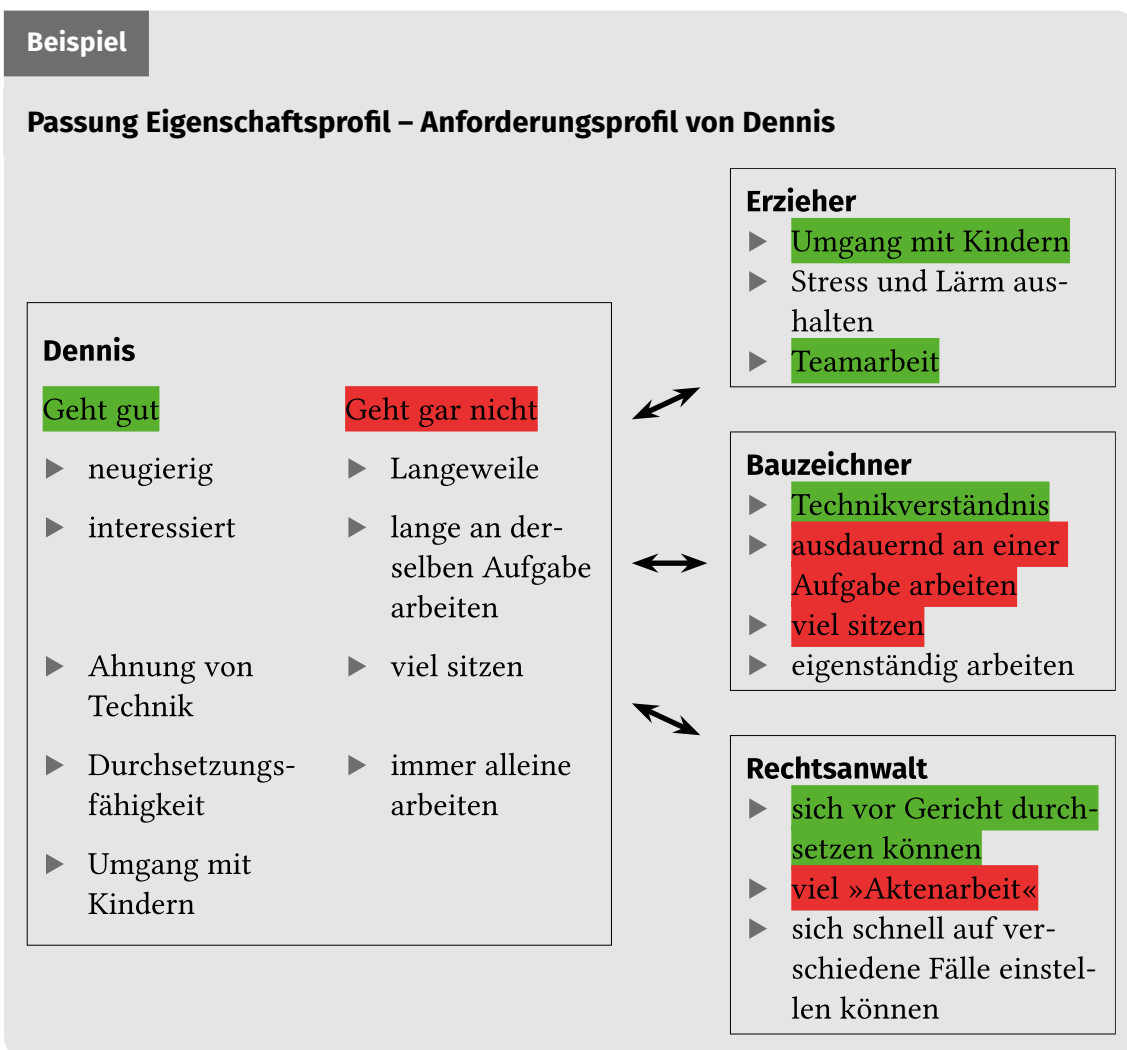 Beispiel
Passung Eigenschaftsprofil – Anforderungsprofil von Dennis
Dennis
Geht gut
▶ neugierig
▶ interessiert
▶ Ahnung von
Technik
▶ Durchsetzungs-
fähigkeit
▶ Umgang mit
Kindern
Geht gar nicht
▶ Langeweile
▶ lange an der-
selben Aufgabe
arbeiten
▶ viel sitzen
▶ immer alleine
arbeiten
Erzieher
▶ Umgang mit Kindern
▶ Stress und Lärm aus-
halten
▶ Teamarbeit
Bauzeichner
▶ Technikverständnis
▶ ausdauernd an einer
Aufgabe arbeiten
▶ viel sitzen
▶ eigenständig arbeiten
Rechtsanwalt
▶ sich vor Gericht durch-
setzen können
▶ viel »Aktenarbeit«
▶ sich schnell auf ver-
schiedene Fälle einstel-
len können